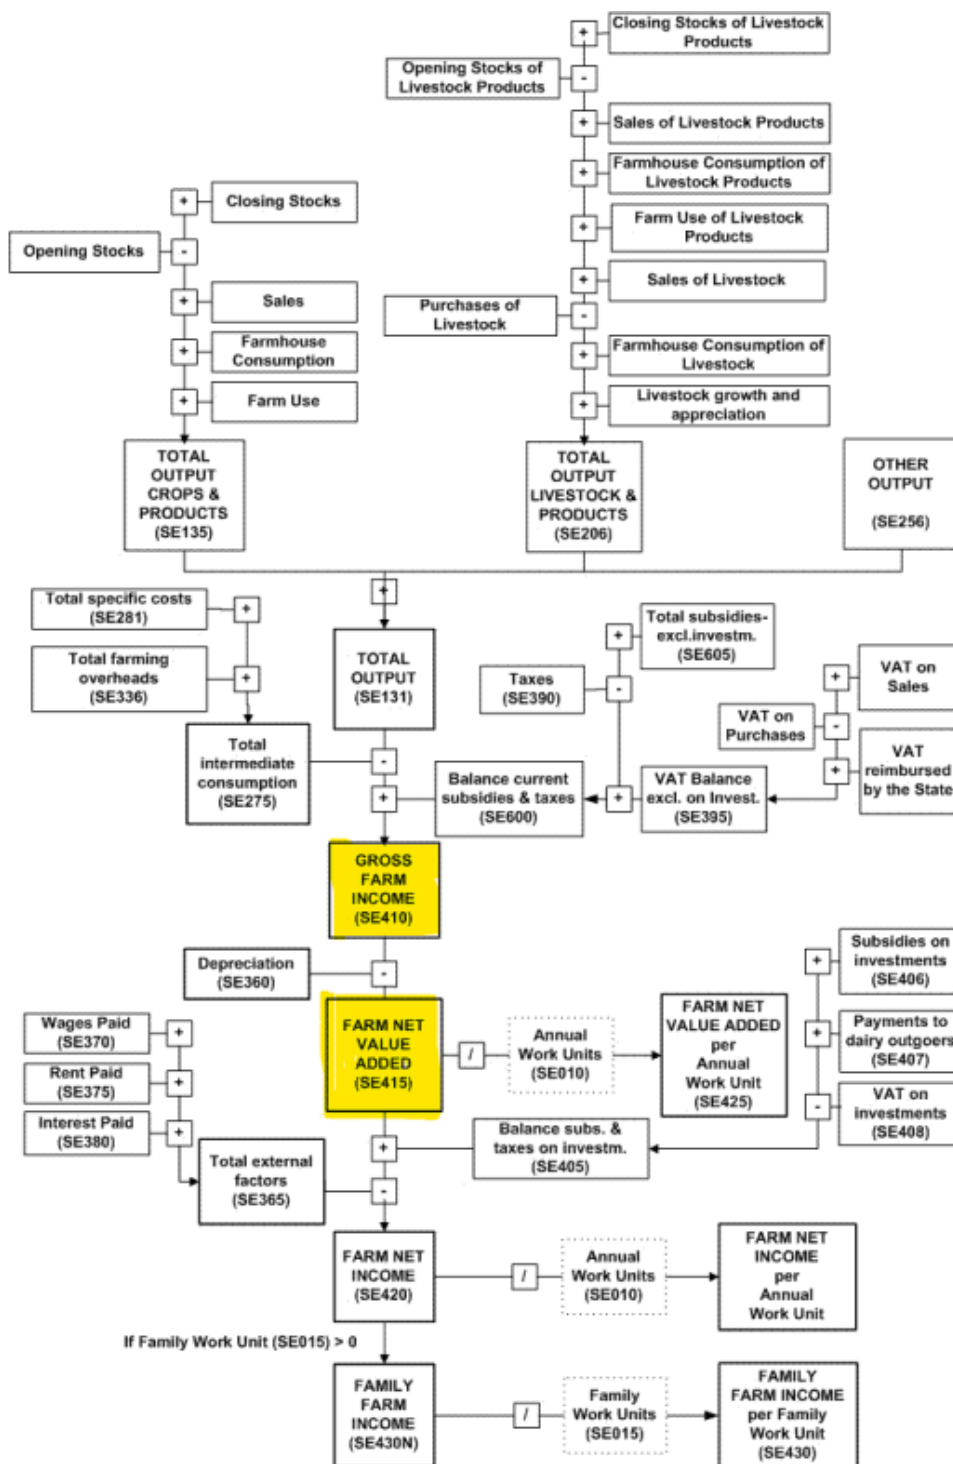 +
Closing Stocks of Livestock
Products
Opening Stocks of
Livestock Products
-
+
Sales of Livestock Products
+
Farmhouse Consumption of
Livestock Products
+
Closing Stocks
+
Farm Use of Livestock
Products
Opening Stocks
-
+
Sales of Livestock
+
Sales
Purchases of
Livestock
-
+
Farmhouse
Consumption
+
Farmhouse Consumption of
Livestock
+
Farm Use
+
Livestock growth and
appreciation
TOTAL
OUTPUT
CROPS &
PRODUCTS
(SE135)
TOTAL
OUTPUT
LIVESTOCK &
PRODUCTS
(SE206)
OTHER
OUTPUT
(SE256)
+
Total specific costs
(SE281)
+
Total farming
overheads
(SE336)
+
TOTAL
OUTPUT
(SE131)
+
Total subsidies-
excl.investm.
(SE605)
Taxes
(SE390)
-
+
VAT on
Sales
VAT on
Purchases
-
+
VAT
reimbursed
by the State
Total
intermediate
consumption
(SE275)
-
+
Balance current
subsidies & taxes
(SE600)
+
VAT Balance
excl. on Invest.
(SE395)
GROSS
FARM
INCOME
(SE410)
Depreciation
(SE360)
-
+
Subsidies on
investments
(SE406)
Wages Paid
(SE370)
+
FARM NET
VALUE
ADDED
(SE415)
/
Annual
Work Units
(SE010)
FARM NET
VALUE ADDED
per
Annual
Work Unit
(SE425)
+
Payments to
dairy outgoers
(SE407)
Rent Paid
(SE375)
+
-
VAT on
investments
(SE408)
Interest Paid
(SE380)
+
+
Balance subs. &
taxes on investm.
(SE405)
Total external
factors
(SE365)
-
FARM NET
INCOME
(SE420)
/
Annual
Work Units
(SE010)
FARM NET
INCOME
per
Annual
Work Unit
If Family Work Unit (SE015) > 0
FAMILY
FARM
INCOME
(SE430N)
/
Family
Work Units
(SE015)
FAMILY
FARM INCOME
per Family
Work Unit
(SE430)